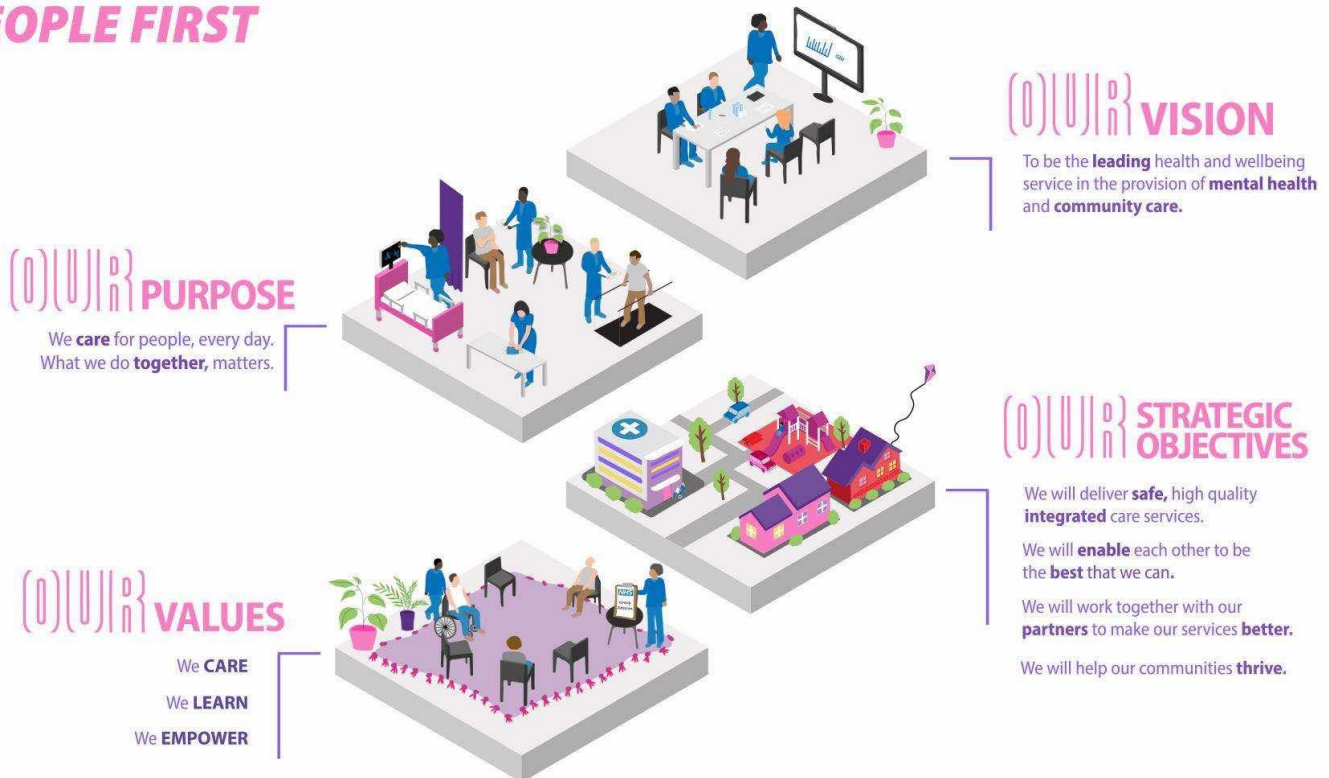 EOPLE FIRST
OUR VISION
To be the leading health and wellbeing
service in the provision of mental health
and community care.
OUR PURPOSE
We care for people, every day.
What we do together, matters.
OUR STRATEGIC
OBJECTIVES
We will deliver safe, high quality
integrated care services.
We will enable each other to be
the best that we can.
We will work together with our
partners to make our services better.
We will help our communities thrive.
OUR VALUES
We CARE
We LEARN
We EMPOWER
NHS
Group
Session